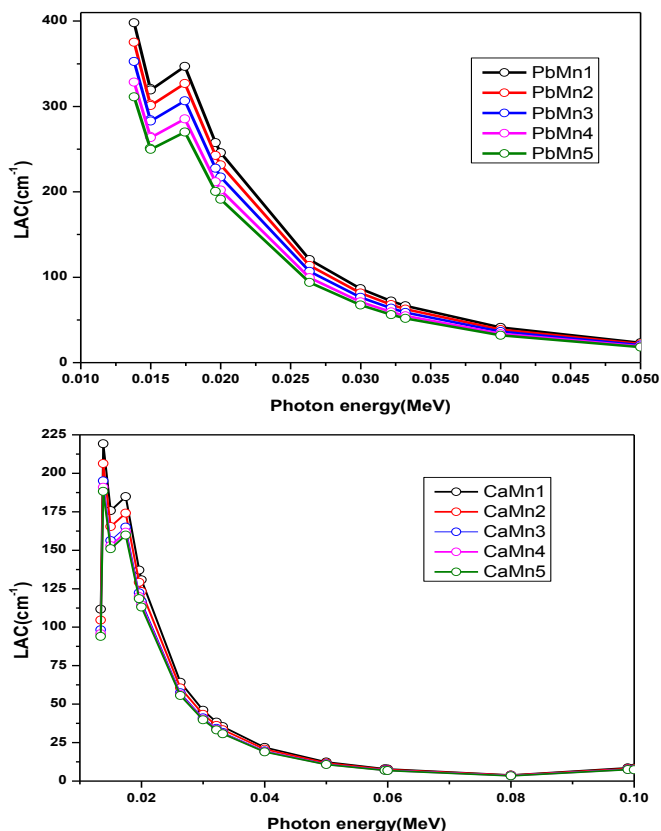 400
300
200
100
0
LAC(cm-1)
PbMn1
PbMn2
PbMn3
PbMn4
PbMn5
0.010 0.015 0.020 0.025 0.030 0.035 0.040 0.045 0.050
Photon energy(MeV)
225
200
175
150
125
100
75
50
25
0
LAC(cm-1)
CaMn1
CaMn2
CaMn3
CaMn4
CaMn5
0.02 0.04 0.06 0.08 0.10
Photon energy(MeV)